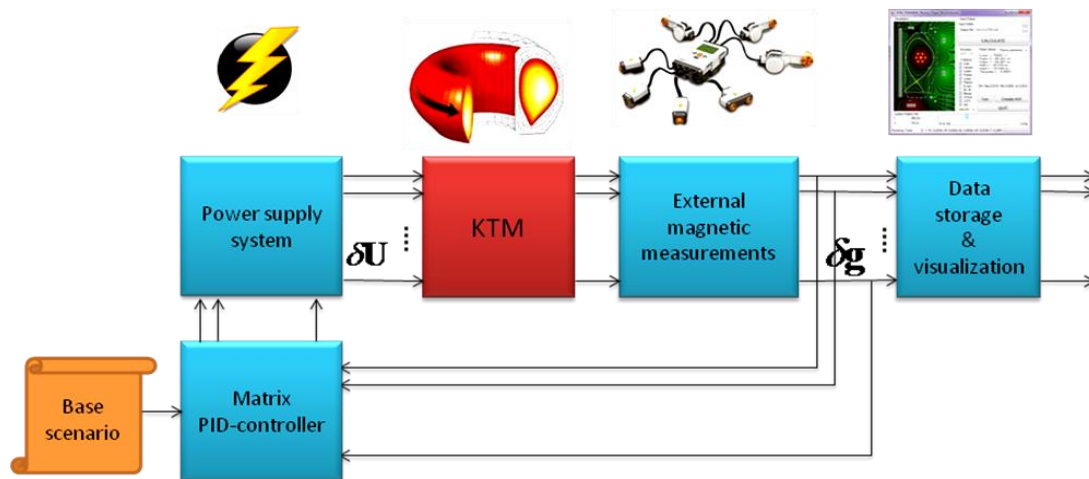 Power supply
system
δU
KTM
External
magnetic
measurements
δg
Data
storage
&
visualization
Base
scenario
Matrix
PID-controller